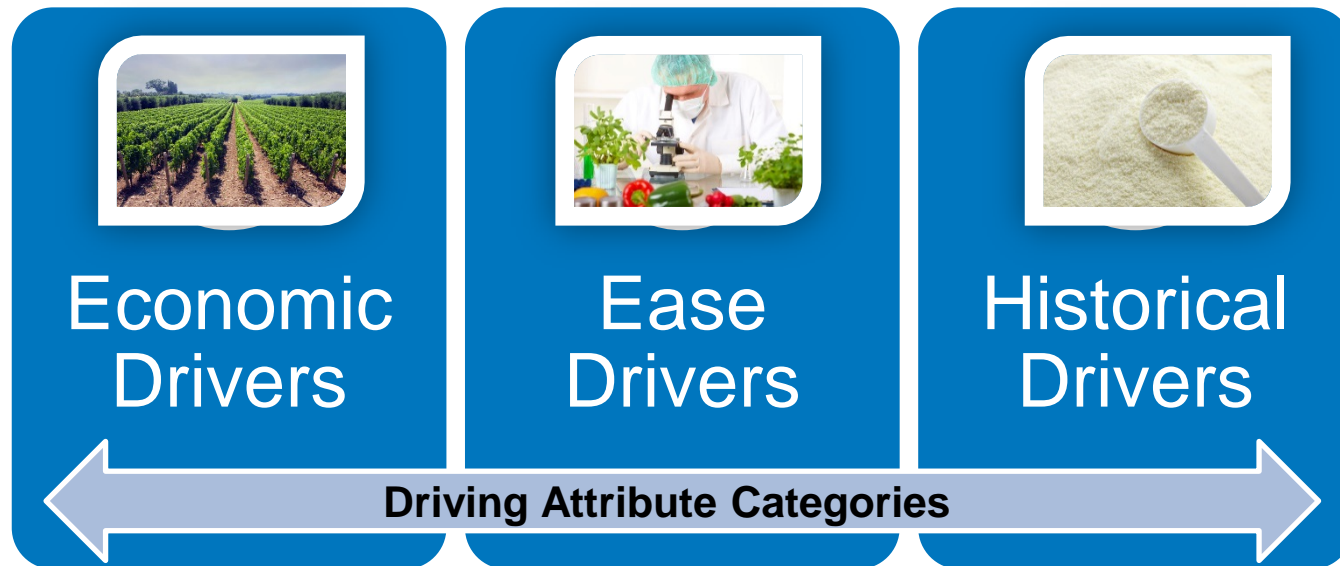 Economic
Drivers
Ease
Drivers
Historical
Drivers
Driving Attribute Categories